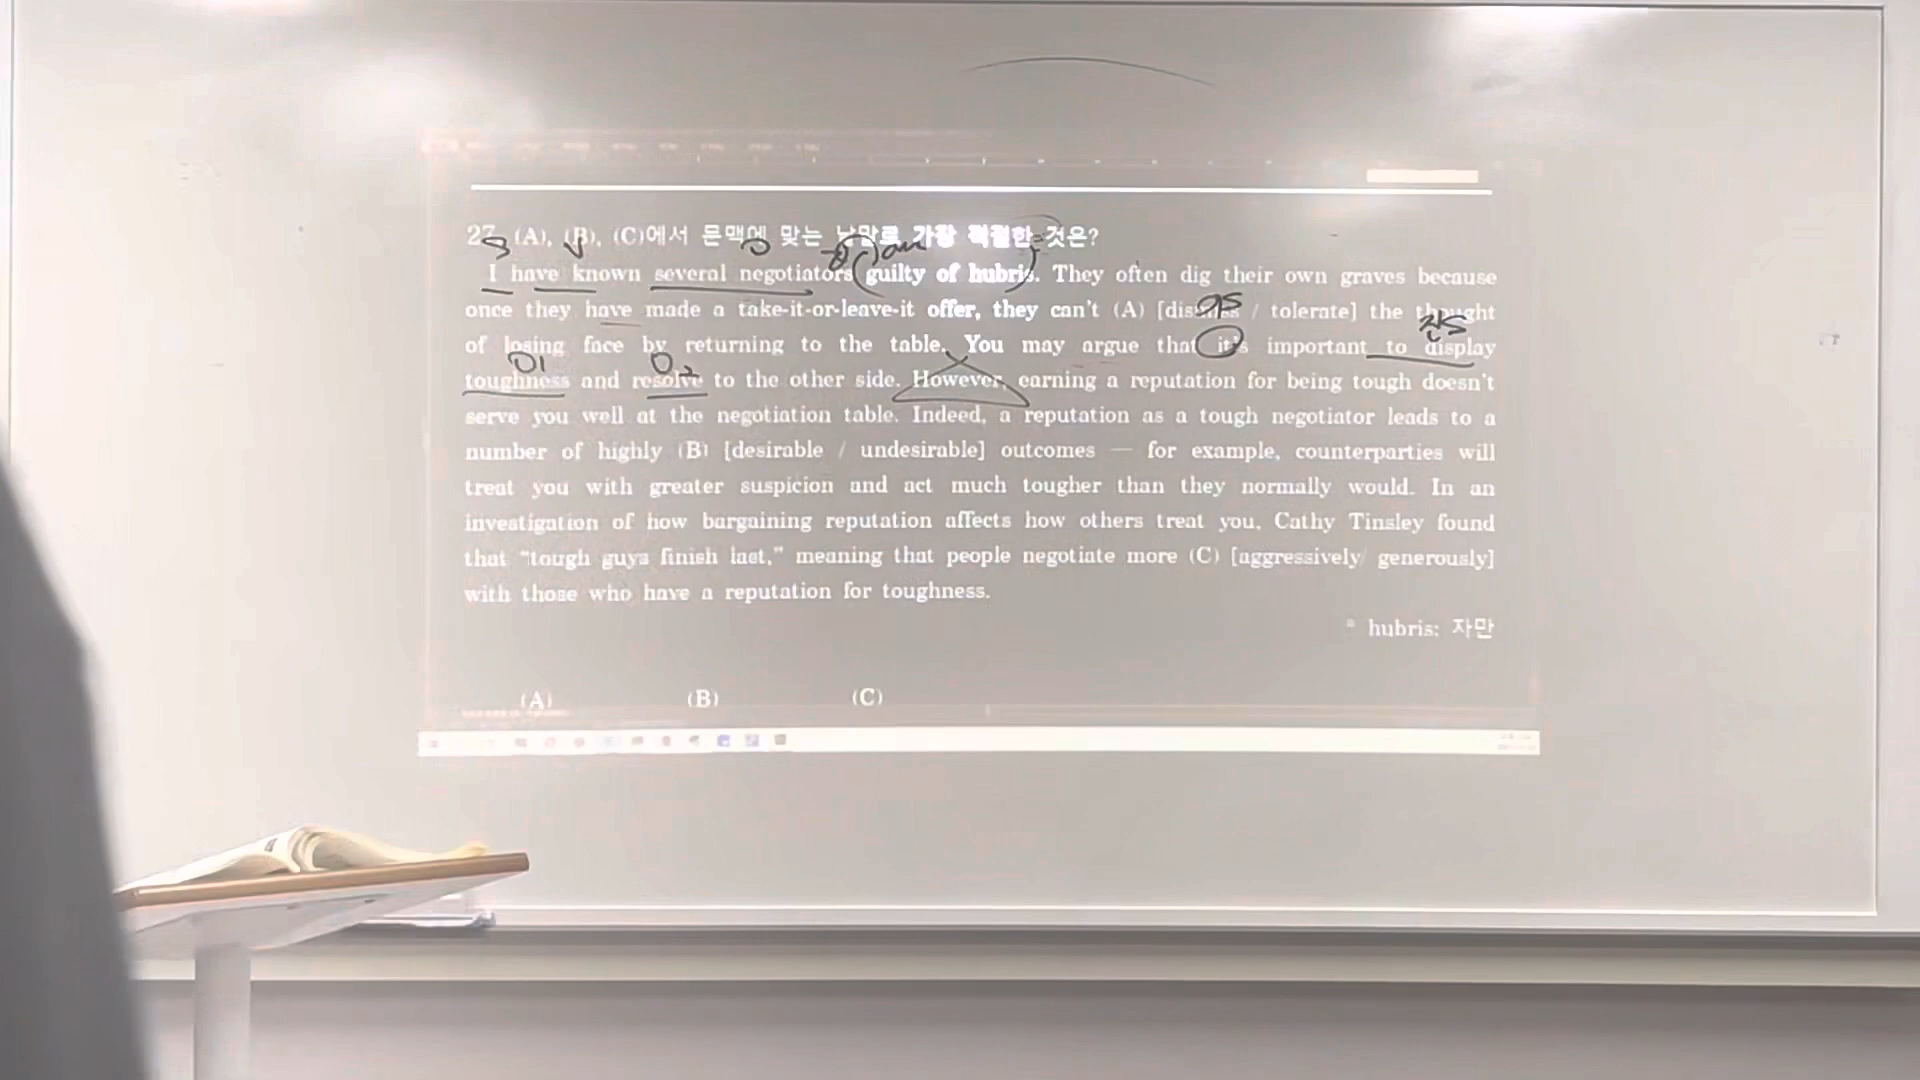 27. (A), (B), (C)에서 문맥에 맞는 낱말로 가장 적절한 것은?
I have known several negotiators guilty of hubris. They often dig their own graves because
once they have made a take-it-or-leave-it offer, they can't (A) [ / tolerate] the thought
of losing face by returning to the table. You may argue that it's important to display
toughness and resolve to the other side. However, earning a reputation for being tough doesn't
serve you well at the negotiation table. Indeed, a reputation as a tough negotiator leads to a
number of highly (B) [desirable / undesirable] outcomes — for example, counterparties will
treat you with greater suspicion and act much tougher than they normally would. In an
investigation of how bargaining reputation affects how others treat you, Cathy Tinsley found
that "tough guys finish last," meaning that people negotiate more (C) [aggressively/ generously]
with those who have a reputation for toughness.
* hubris: 자만
(A) (B) (C)
S V O
가S
진S
O1 O2